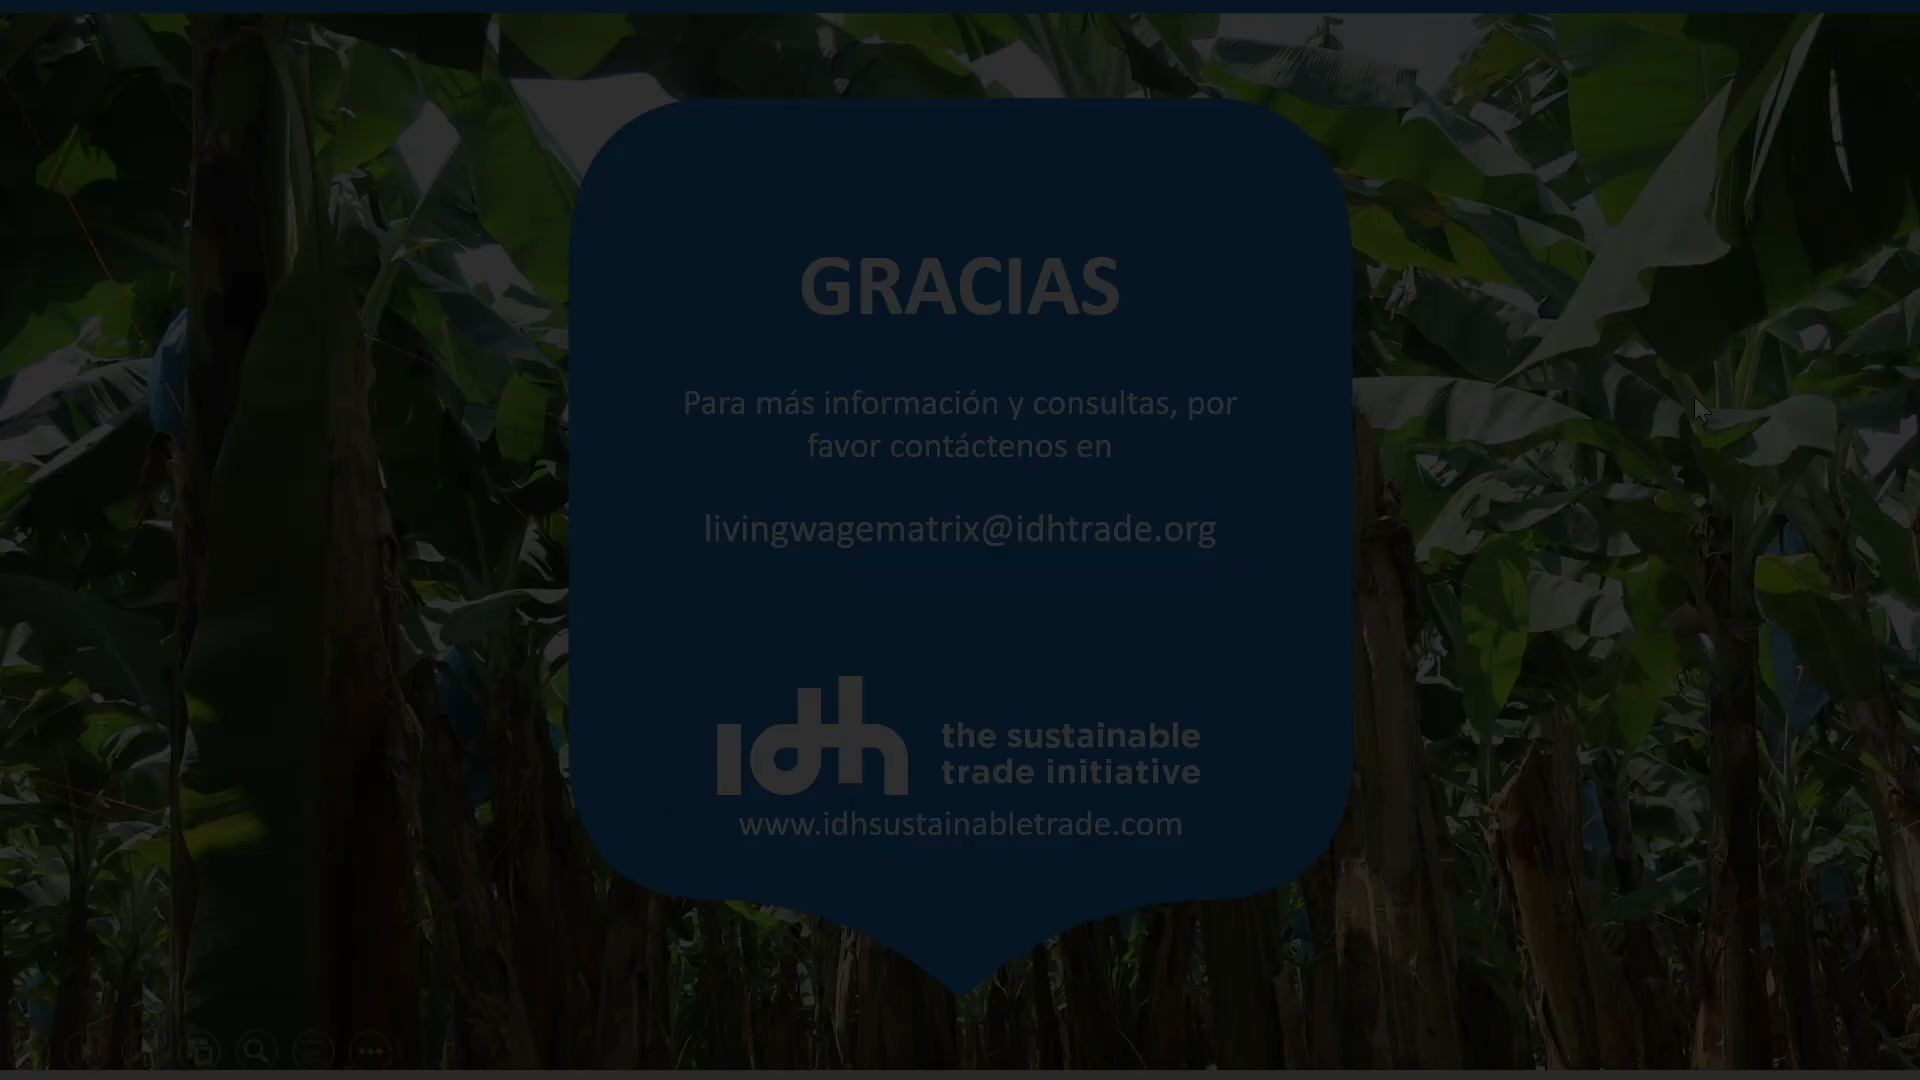 GRACIAS
Para más información y consultas, por
favor contáctenos en
livingwagematrix@idhtrade.org
idh
the sustainable
trade initiative
www.idhsustainabletrade.com